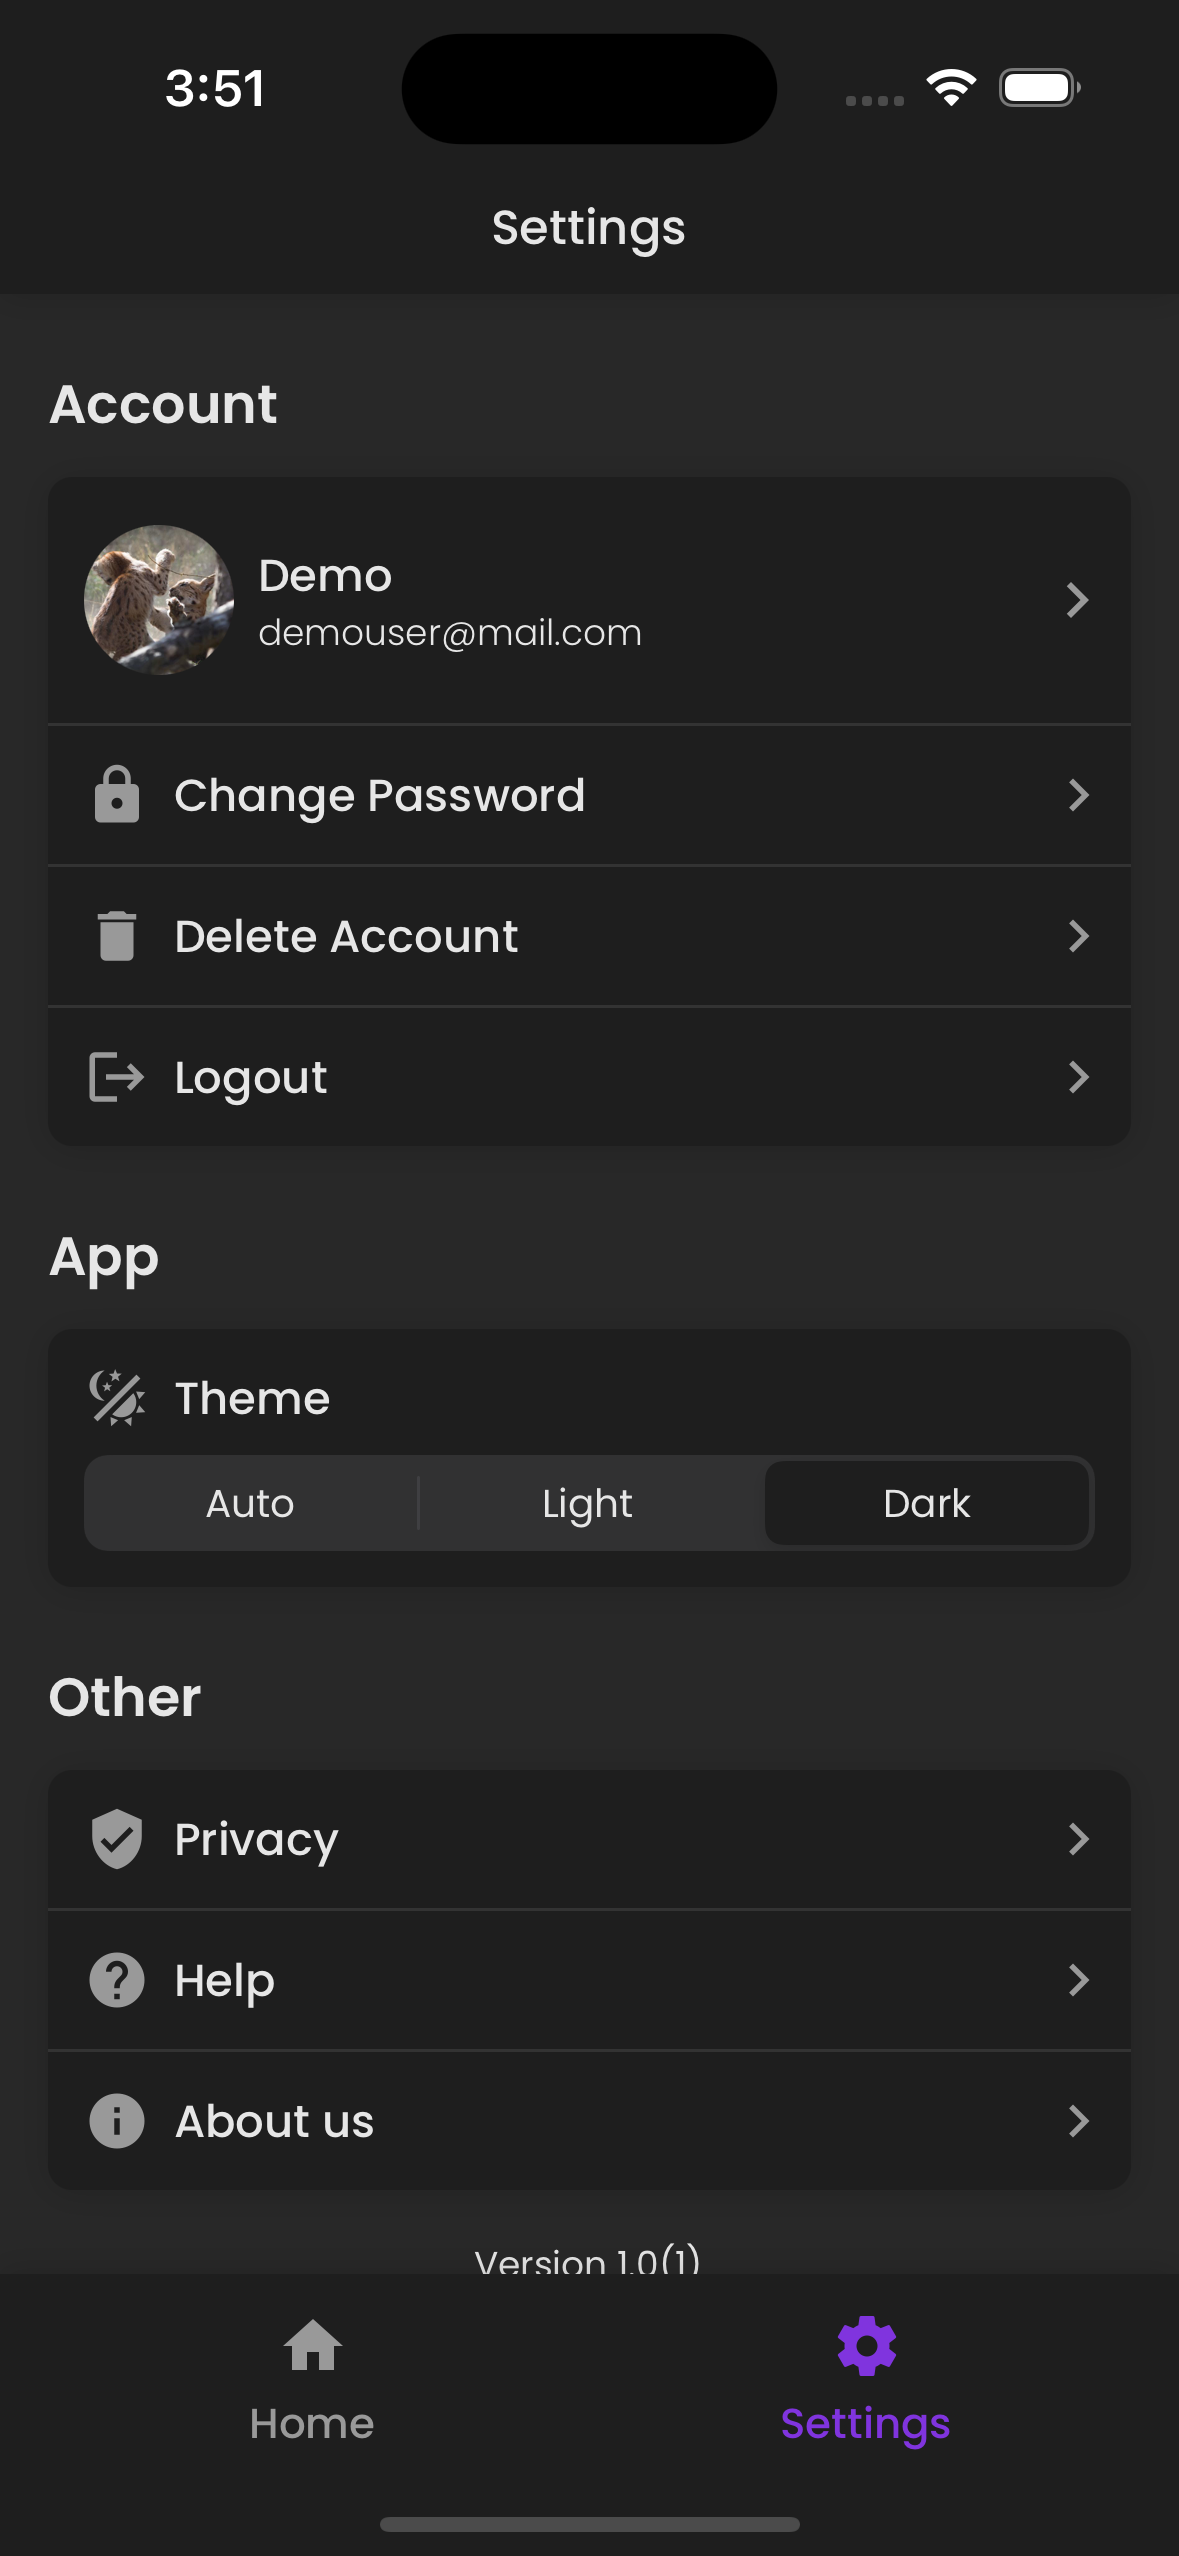 3:51
Settings
Account
Demo
demouser@mail.com
Change Password
Delete Account
Logout
App
Theme
Auto
Light
Dark
Other
Privacy
Help
About us
Version 1.0(1)
Home
Settings